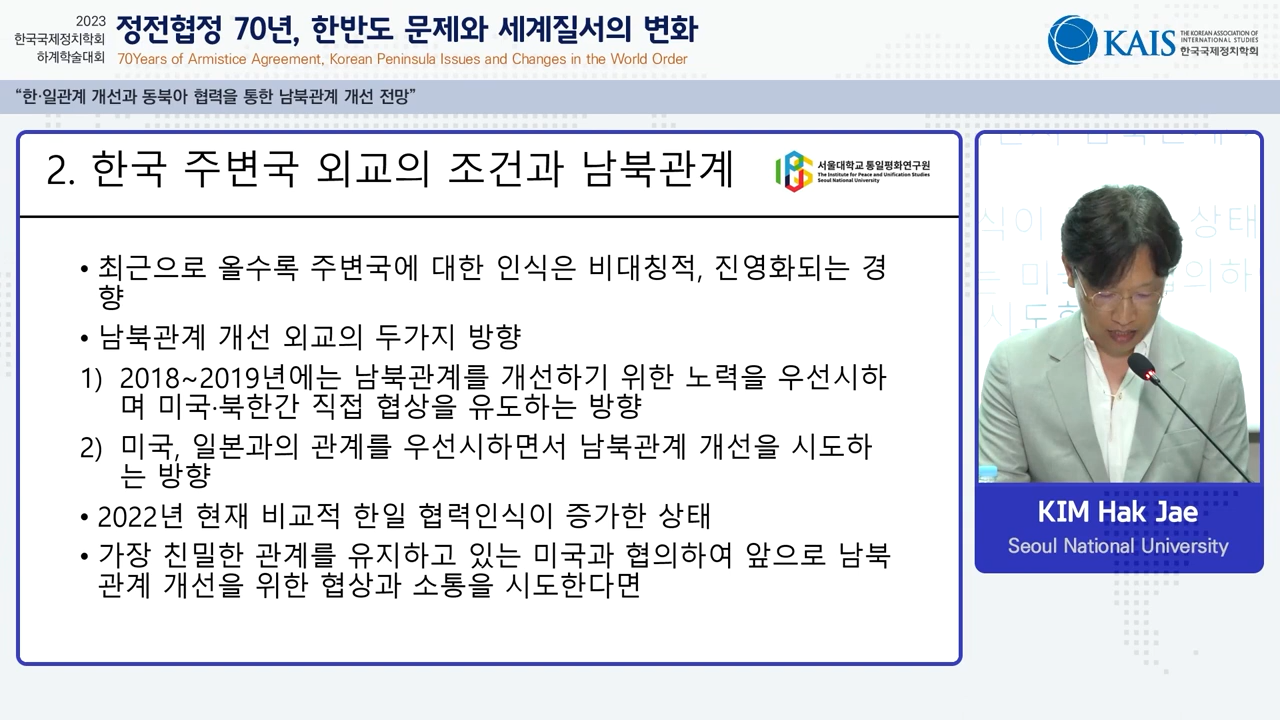 2023
한국국제정치학회
하계학술대회
정전협정 70년, 한반도 문제와 세계질서의 변화
70Years of Armistice Agreement, Korean Peninsula Issues and Changes in the World Order
KAIS
THE KOREAN ASSOCIATION OF
INTERNATIONAL STUDIES
한국국제정치학회
“한·일관계 개선과 동북아 협력을 통한 남북관계 개선 전망”
2. 한국 주변국 외교의 조건과 남북관계
서울대학교 통일평화연구원
The Institute for Peace and Unification Studies
Seoul National University
• 최근으로 올수록 주변국에 대한 인식은 비대칭적, 진영화되는 경
향
• 남북관계 개선 외교의 두가지 방향
1) 2018~2019년에는 남북관계를 개선하기 위한 노력을 우선시하
며 미국·북한간 직접 협상을 유도하는 방향
2) 미국, 일본과의 관계를 우선시하면서 남북관계 개선을 시도하
는 방향
• 2022년 현재 비교적 한일 협력인식이 증가한 상태
• 가장 친밀한 관계를 유지하고 있는 미국과 협의하여 앞으로 남북
관계 개선을 위한 협상과 소통을 시도한다면
식이 상태
는 미 의하
시도
KIM Hak Jae
Seoul National University